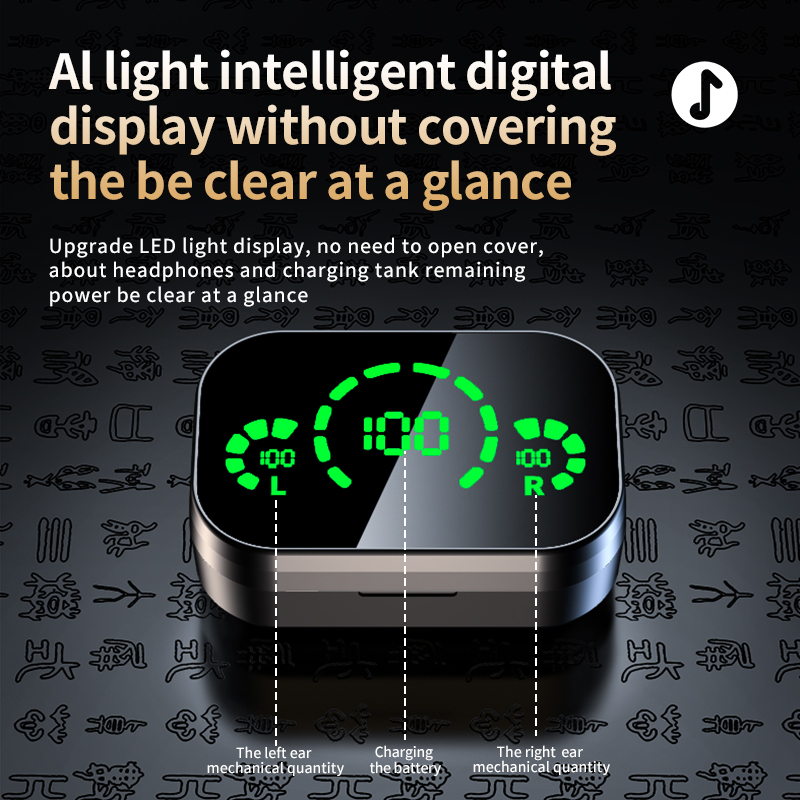 Al light intelligent digital
display without covering
the be clear at a glance
Upgrade LED light display, no need to open cover,
about headphones and charging tank remaining
power be clear at a glance
100
100
100
L
R
The left ear
mechanical quantity
Charging
the battery
The right ear
mechanical quantity